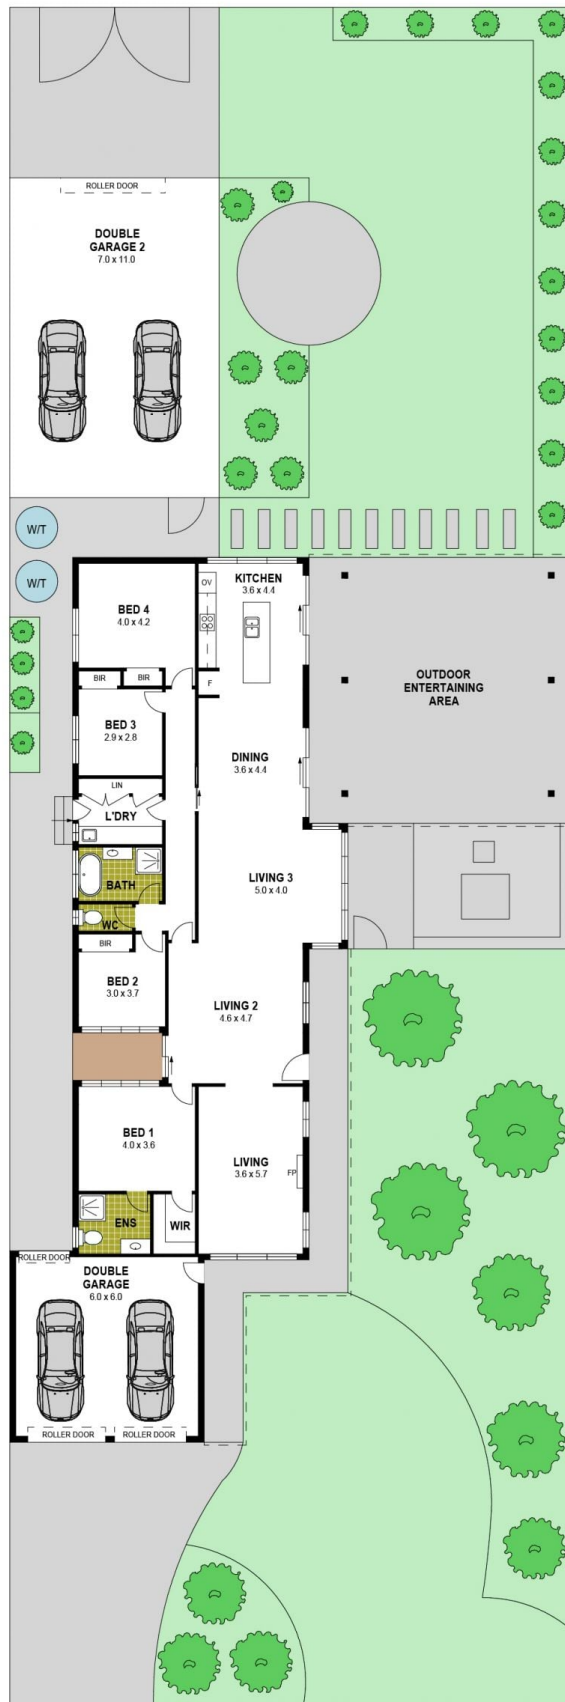 ROLLER DOOR
DOUBLE
GARAGE 2
7.0 x 11.0
W/T
W/T
KITCHEN
3.6 x 4.4
OV
BED 4
4.0 x 4.2
BIR
BIR
F
OUTDOOR
ENTERTAINING
AREA
BED 3
2.9 x 2.8
DINING
3.6 x 4.4
LIN
L'DRY
LIVING 3
5.0 x 4.0
BATH
WC
BIR
BED 2
3.0 x 3.7
LIVING 2
4.6 x 4.7
BED 1
4.0 x 3.6
LIVING
3.6 x 5.7
FP
ENS
WIR
ROLLER DOOR
DOUBLE
GARAGE
6.0 x 6.0
ROLLER DOOR
ROLLER DOOR